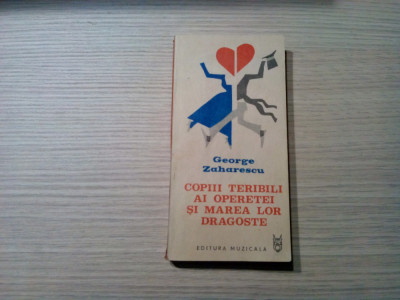 George
Zaharescu
COPIII TERIBILI
AI OPERETEI
ȘI MAREA LOR
DRAGOSTE
EDITURA MUZICALĂ